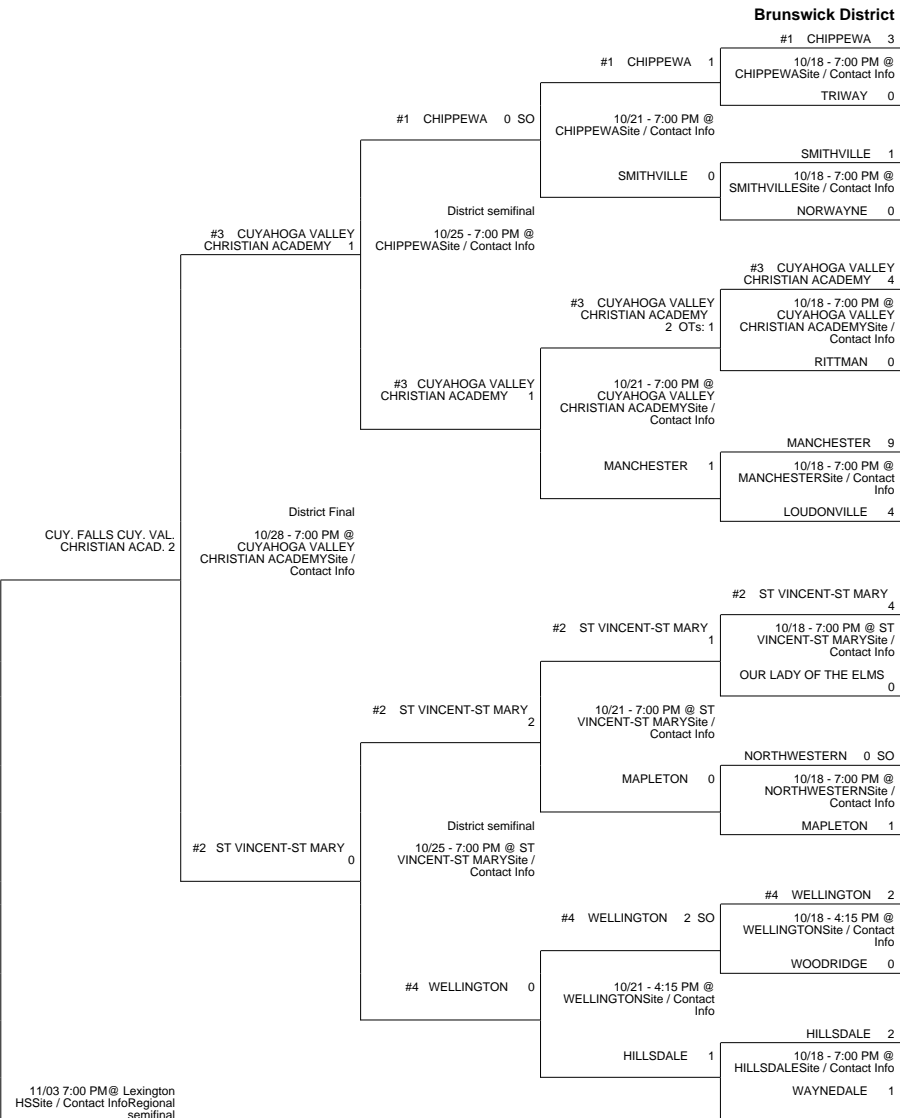 Brunswick District
#1 CHIPPEWA 3
10/18 - 7:00 PM @
CHIPPEWASite / Contact Info
TRIWAY 0
#1 CHIPPEWA 1
10/21 - 7:00 PM @
CHIPPEWASite / Contact Info
SMITHVILLE 0
SMITHVILLE 1
10/18 - 7:00 PM @
SMITHVILLESite / Contact Info
NORWAYNE 0
#1 CHIPPEWA 0 SO
District semifinal
10/25 - 7:00 PM @
CHIPPEWASite / Contact Info
#3 CUYAHOGA VALLEY
CHRISTIAN ACADEMY 1
#3 CUYAHOGA VALLEY
CHRISTIAN ACADEMY 4
10/18 - 7:00 PM @
CUYAHOGA VALLEY
CHRISTIAN ACADEMYSite /
Contact Info
RITTMAN 0
#3 CUYAHOGA VALLEY
CHRISTIAN ACADEMY
2 OTs: 1
10/21 - 7:00 PM @
CUYAHOGA VALLEY
CHRISTIAN ACADEMYSite /
Contact Info
#3 CUYAHOGA VALLEY
CHRISTIAN ACADEMY 1
MANCHESTER 9
10/18 - 7:00 PM @
MANCHESTERSite / Contact
Info
LOUDONVILLE 4
MANCHESTER 1
District Final
10/28 - 7:00 PM @
CUYAHOGA VALLEY
CHRISTIAN ACADEMYSite /
Contact Info
CUY. FALLS CUY. VAL.
CHRISTIAN ACAD. 2
#2 ST VINCENT-ST MARY
4
10/18 - 7:00 PM @ ST
VINCENT-ST MARYSite /
Contact Info
OUR LADY OF THE ELMS
0
#2 ST VINCENT-ST MARY
1
10/21 - 7:00 PM @ ST
VINCENT-ST MARYSite /
Contact Info
#2 ST VINCENT-ST MARY
2
NORTHWESTERN 0 SO
10/18 - 7:00 PM @
NORTHWESTERNSite /
Contact Info
MAPLETON 1
MAPLETON 0
District semifinal
10/25 - 7:00 PM @ ST
VINCENT-ST MARYSite /
Contact Info
#2 ST VINCENT-ST MARY
0
#4 WELLINGTON 2
10/18 - 4:15 PM @
WELLINGTONSite / Contact
Info
WOODRIDGE 0
#4 WELLINGTON 2 SO
10/21 - 4:15 PM @
WELLINGTONSite / Contact
Info
#4 WELLINGTON 0
HILLSDALE 2
10/18 - 7:00 PM @
HILLSDALESite / Contact Info
WAYNEDALE 1
HILLSDALE 1
11/03 7:00 PM@ Lexington
HSSite / Contact InfoRegional
semifinal